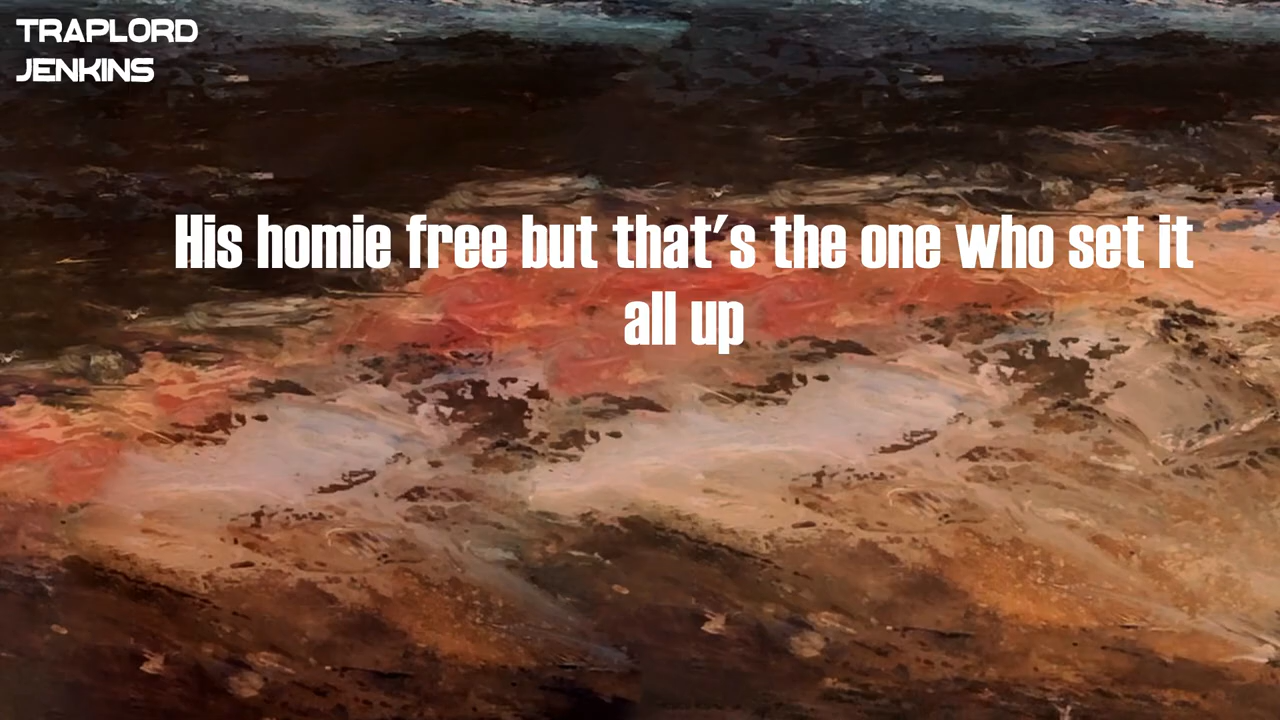 TRAPLORD
JENKINS
His homie free but that's the one who set it
all up